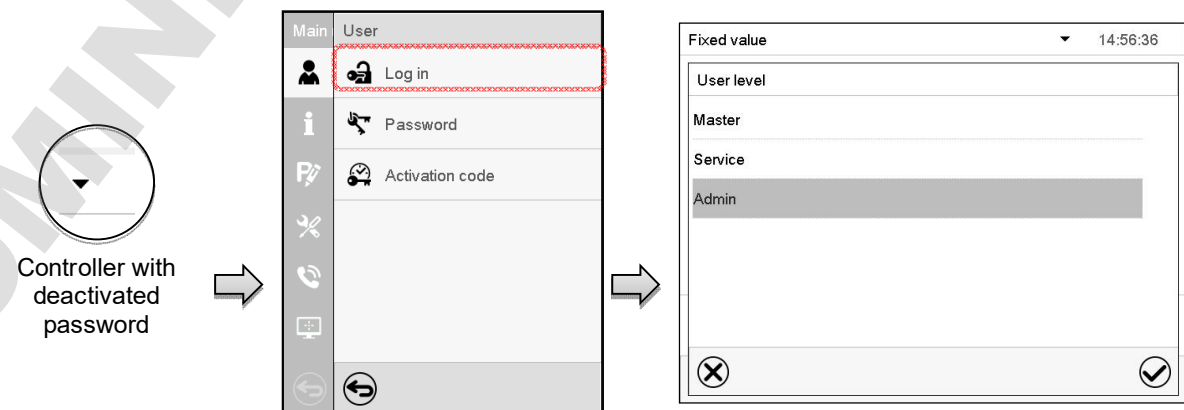 Controller with
deactivated
password
Main
User
Log in
Password
Activation code
Fixed value
14:56:36
User level
Master
Service
Admin